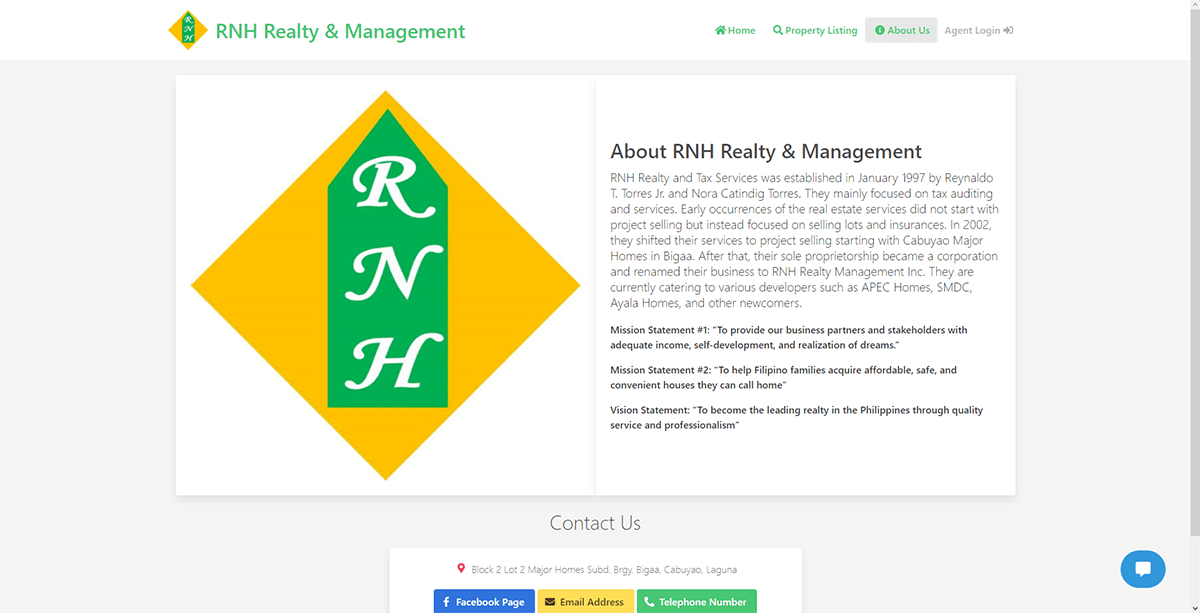 RNH
RNH Realty & Management
Home
Property Listing
About Us
Agent Login
R
N
H
About RNH Realty & Management
RNH Realty and Tax Services was established in January 1997 by Reynaldo
T. Torres Jr. and Nora Catindig Torres. They mainly focused on tax auditing
and services. Early occurrences of the real estate services did not start with
project selling but instead focused on selling lots and insurances. In 2002,
they shifted their services to project selling starting with Cabuyao Major
Homes in Bigaa. After that, their sole proprietorship became a corporation
and renamed their business to RNH Realty Management Inc. They are
currently catering to various developers such as APEC Homes, SMDC,
Ayala Homes, and other newcomers.
Mission Statement #1: "To provide our business partners and stakeholders with
adequate income, self-development, and realization of dreams."
Mission Statement #2: "To help Filipino families acquire affordable, safe, and
convenient houses they can call home"
Vision Statement: "To become the leading realty in the Philippines through quality
service and professionalism"
Contact Us
Block 2 Lot 2 Major Homes Subd. Brgy. Bigaa, Cabuyao, Laguna
Facebook Page
Email Address
Telephone Number